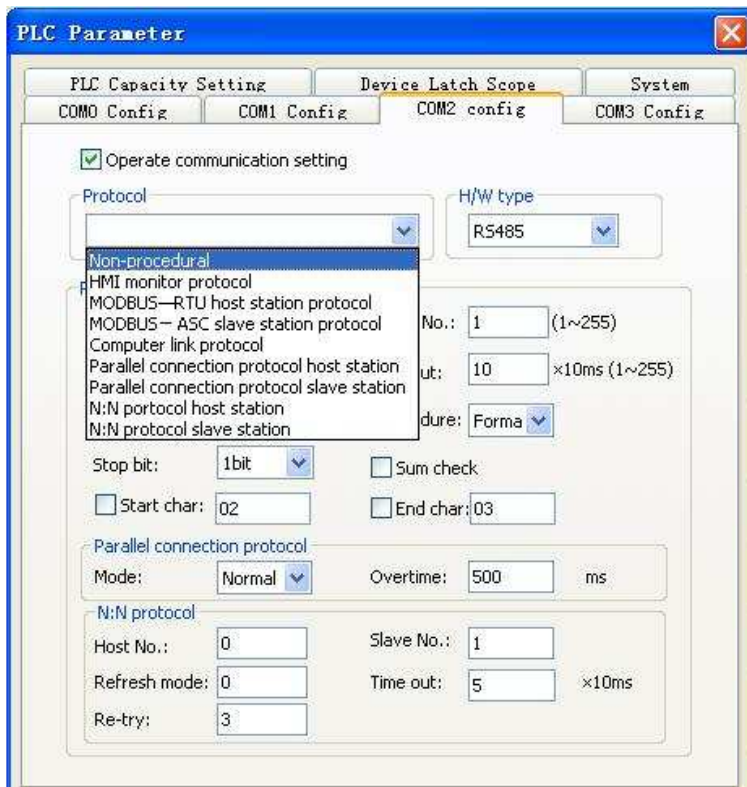 PLC Parameter
PLC Capacity Setting Device Latch Scope System
COM0 Config COM1 Config COM2 config COM3 Config
Operate communication setting
Protocol H/W type
RS485
Non-procedural
HMI monitor protocol
MODBUS—RTU host station protocol
MODBUS— ASC slave station protocol
Computer link protocol
Parallel connection protocol host station
Parallel connection protocol slave station
N:N portocol host station
N:N protocol slave station
No.: 1 (1~255)
ut: 10 ×10ms (1~255)
dure: Forma
Stop bit: 1bit Sum check
Start char: 02 End char: 03
Parallel connection protocol
Mode: Normal Overtime: 500 ms
N:N protocol
Host No.: 0 Slave No.: 1
Refresh mode: 0 Time out: 5 ×10ms
Re-try: 3